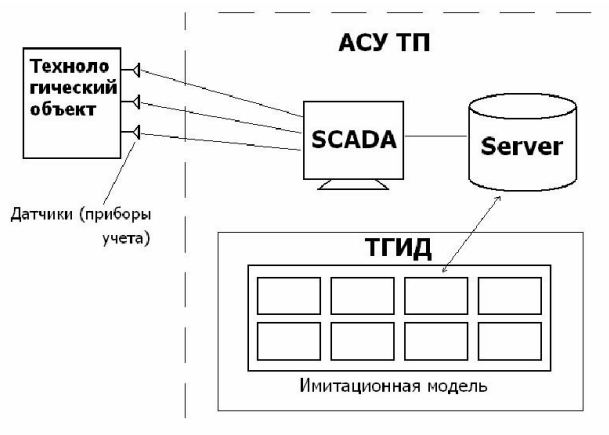 АСУ ТП
Техноло
гический
объект
SCADA
Server
Датчики (приборы
учета)
ТГИД
Имитационная модель